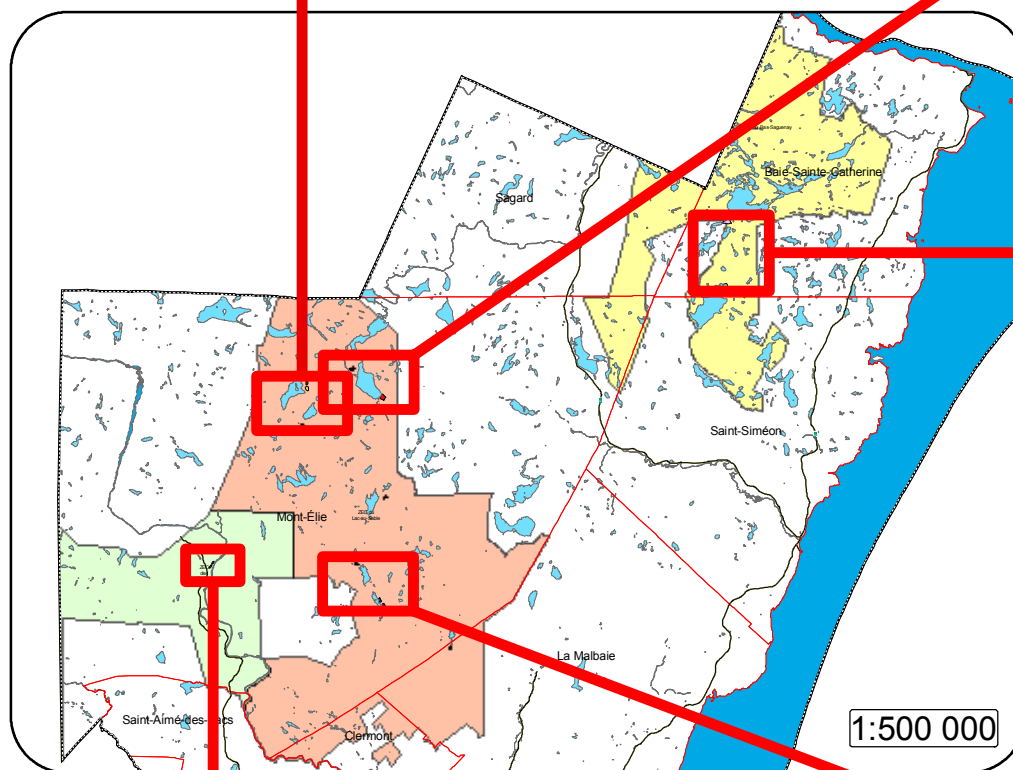 Baie-Sainte-Catherine
Sagard
Saint-Siméon
Mont-Élie
La Malbaie
Saint-Aimé-des-Lacs
Clermont
1:500 000